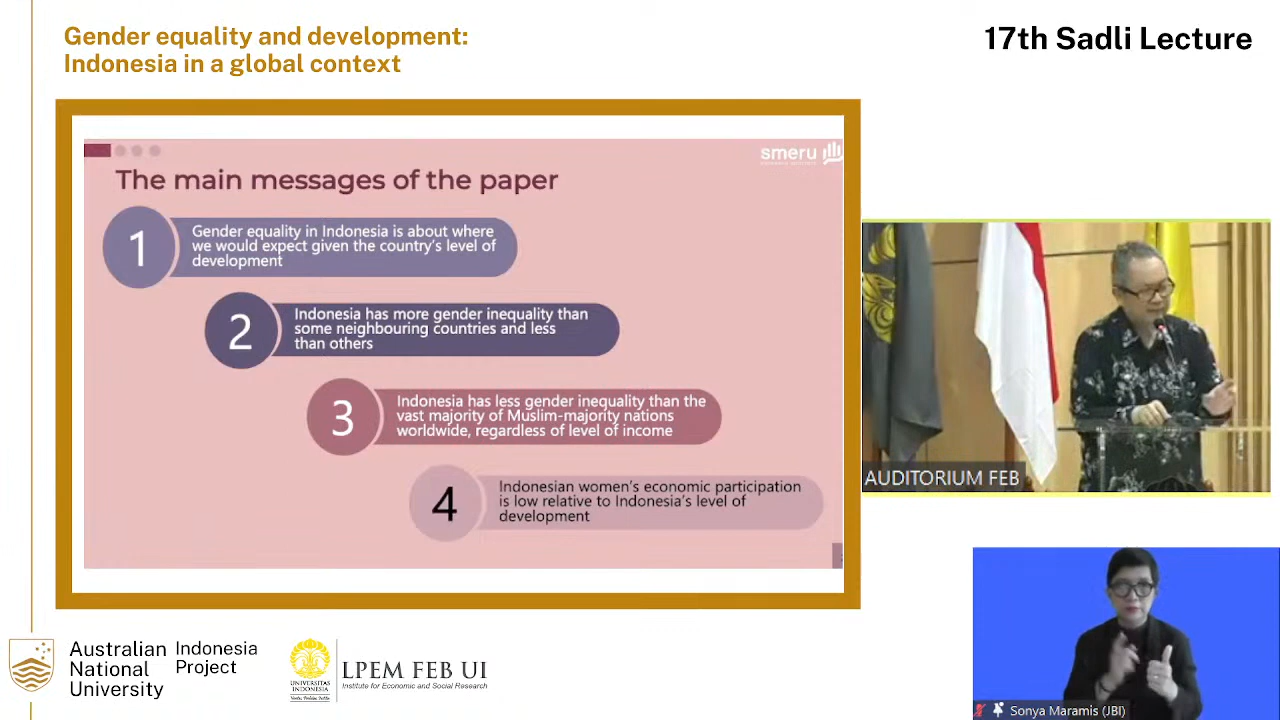 Gender equality and development:
Indonesia in a global context
17th Sadli Lecture
smeru
The main messages of the paper
1
Gender equality in Indonesia is about where
we would expect given the country's level of
development
2
Indonesia has more gender inequality than
some neighbouring countries and less
than others
3
Indonesia has less gender inequality than the
vast majority of Muslim-majority nations
worldwide, regardless of level of income
4
Indonesian women's economic participation
is low relative to Indonesia's level of
development
AUDITORIUM FEB
Australian
National
University
Indonesia
Project
UNIVERSITAS
INDONESIA
LPEM FEB UI
Institute for Economic and Social Research
Sonya Maramis (JBI)